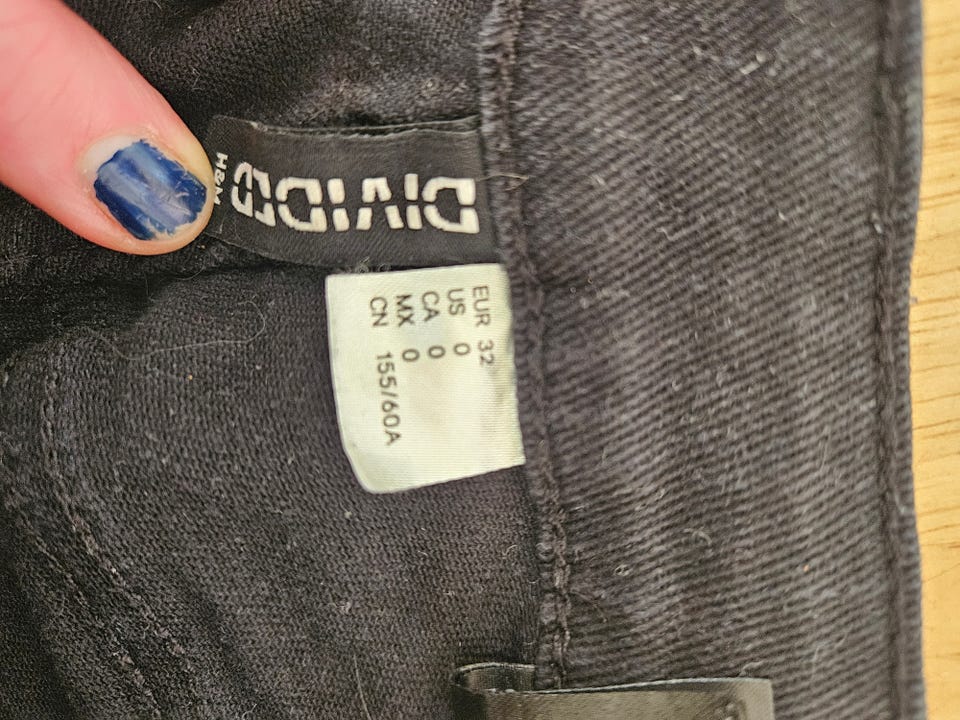 DIVIDED
H&M
EUR 32
US 0
CA 0
MX 0
CN 155/60A